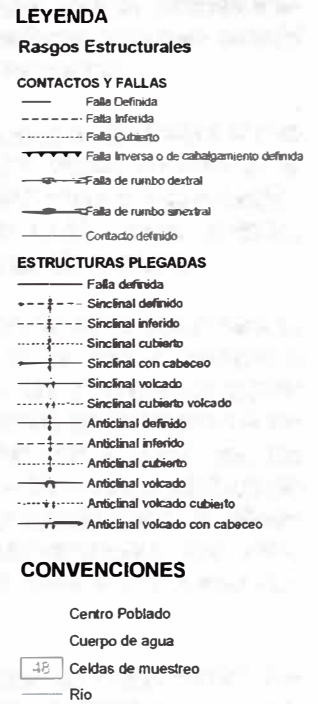 LEYENDA
Rasgos Estructurales
CONTACTOS Y FALLAS
Falla Definida
Falla Inferida
Falla Cubierto
Falla Inversa o de cabalgamiento definida
Falla de rumbo dextral
Falla de rumbo sinextral
Contacto definido
ESTRUCTURAS PLEGADAS
Falla definida
Sinclinal definido
Sinclinal inferido
Sinclinal cubierto
Sinclinal con cabeceo
Sinclinal volcado
Sinclinal cubierto volcado
Anticlinal definido
Anticlinal inferido
Anticlinal cubierto
Anticlinal volcado
Anticlinal volcado cubierto
Anticlinal volcado con cabeceo
CONVENCIONES
Centro Poblado
Cuerpo de agua
48 Celdas de muestreo
Rio